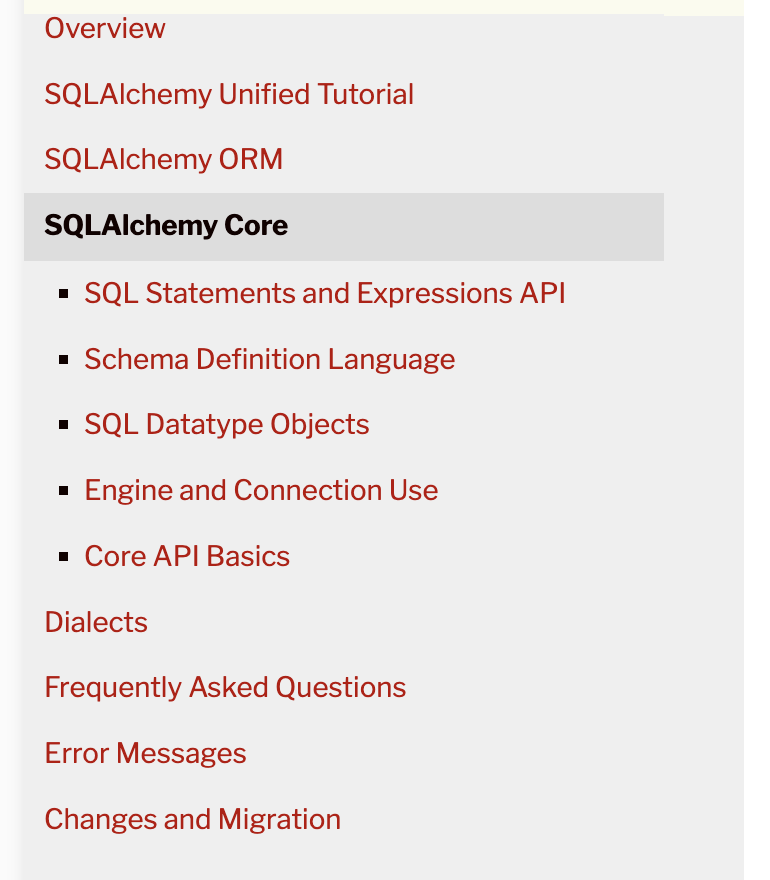 Overview
SQLAlchemy Unified Tutorial
SQLAlchemy ORM
SQLAlchemy Core
SQL Statements and Expressions API
Schema Definition Language
SQL Datatype Objects
Engine and Connection Use
Core API Basics
Dialects
Frequently Asked Questions
Error Messages
Changes and Migration